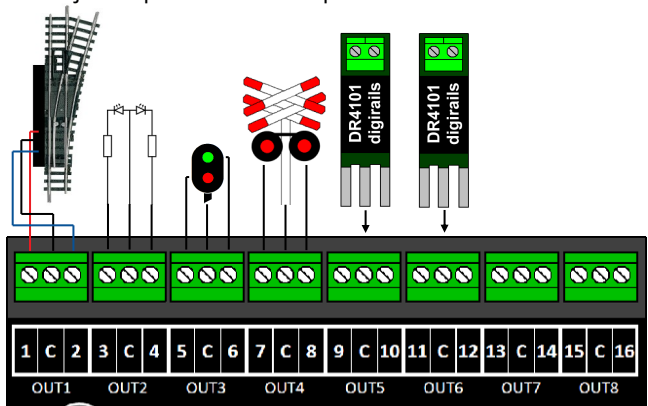 DR4101
digirails
DR4101
digirails
1 C 2 3 C 4 5 C 6 7 C 8 9 C 10 11 C 12 13 C 14 15 C 16
OUT1 OUT2 OUT3 OUT4 OUT5 OUT6 OUT7 OUT8